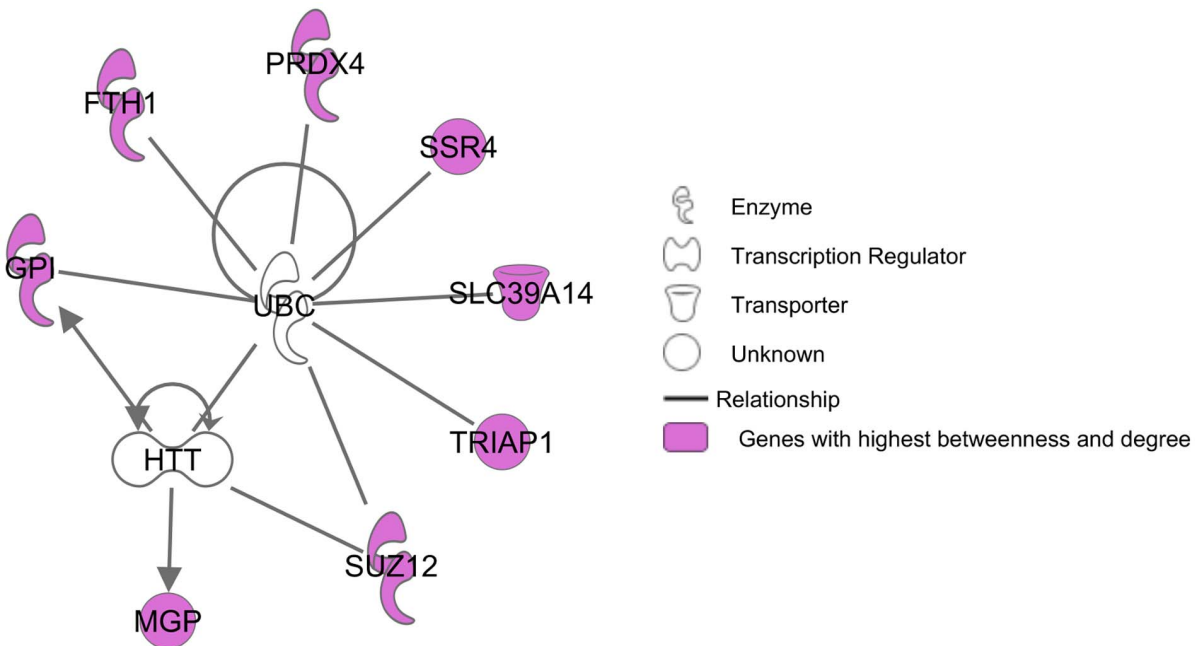 PRDX4
FTH1
SSR4
GPI
UBC
SLC39A14
TRIAP1
HTT
SUZ12
MGP
Enzyme
Transcription Regulator
Transporter
Unknown
Relationship
Genes with highest betweenness and degree